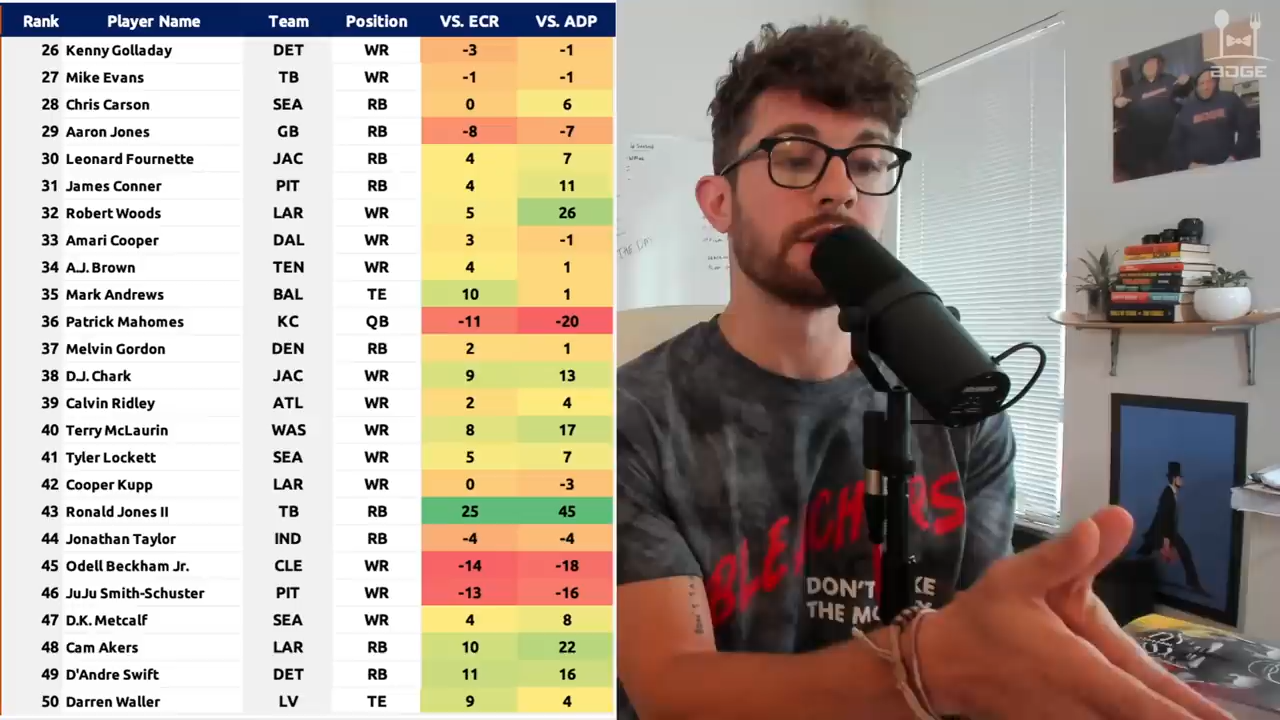 Rank Player Name Team Position VS. ECR VS. ADP
26 Kenny Golladay DET WR -3 -1
27 Mike Evans TB WR -1 -1
28 Chris Carson SEA RB 0 6
29 Aaron Jones GB RB -8 -7
30 Leonard Fournette JAC RB 4 7
31 James Conner PIT RB 4 11
32 Robert Woods LAR WR 5 26
33 Amari Cooper DAL WR 3 -1
34 A.J. Brown TEN WR 4 1
35 Mark Andrews BAL TE 10 1
36 Patrick Mahomes KC QB -11 -20
37 Melvin Gordon DEN RB 2 1
38 D.J. Chark JAC WR 9 13
39 Calvin Ridley ATL WR 2 4
40 Terry McLaurin WAS WR 8 17
41 Tyler Lockett SEA WR 5 7
42 Cooper Kupp LAR WR 0 -3
43 Ronald Jones II TB RB 25 45
44 Jonathan Taylor IND RB -4 -4
45 Odell Beckham Jr. CLE WR -14 -18
46 JuJu Smith-Schuster PIT WR -13 -16
47 D.K. Metcalf SEA WR 4 8
48 Cam Akers LAR RB 10 22
49 D'Andre Swift DET RB 11 16
50 Darren Waller LV TE 9 4
BDGE
THE DAY
BLEACHERS
DON'T KE
THE MO